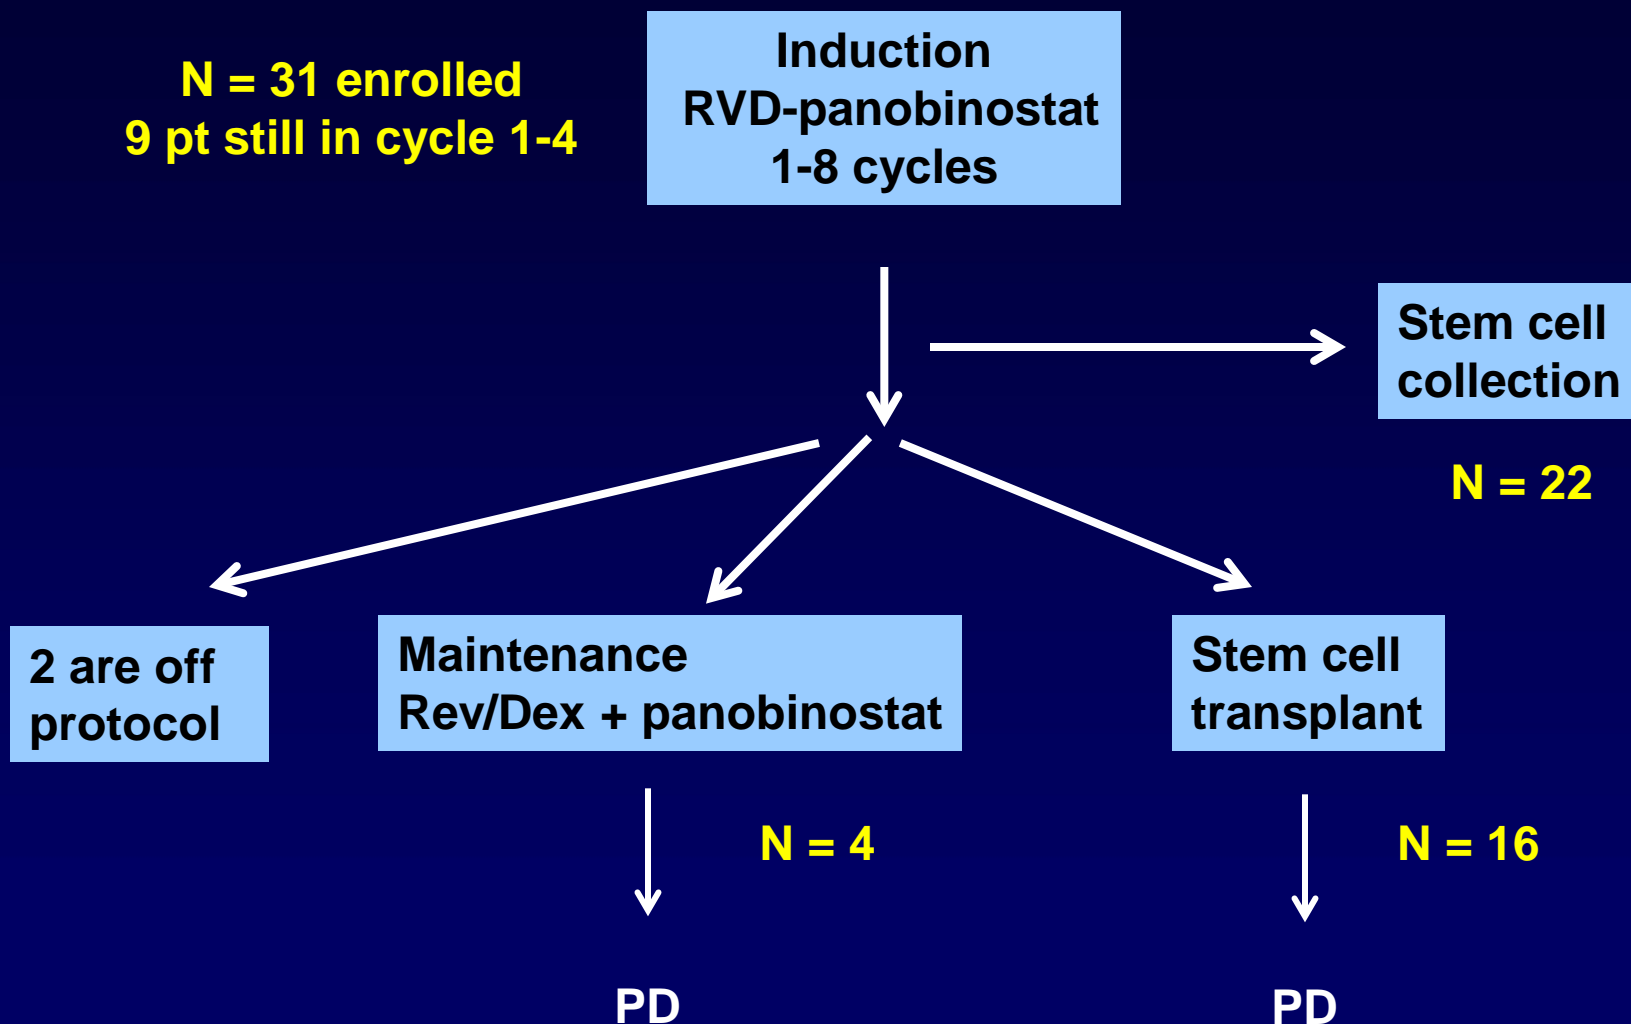 N = 31 enrolled
9 pt still in cycle 1-4
Induction
RVD-panobinostat
1-8 cycles
Stem cell
collection
N = 22
2 are off
protocol
Maintenance
Rev/Dex + panobinostat
Stem cell
transplant
N = 4
N = 16
PD
PD